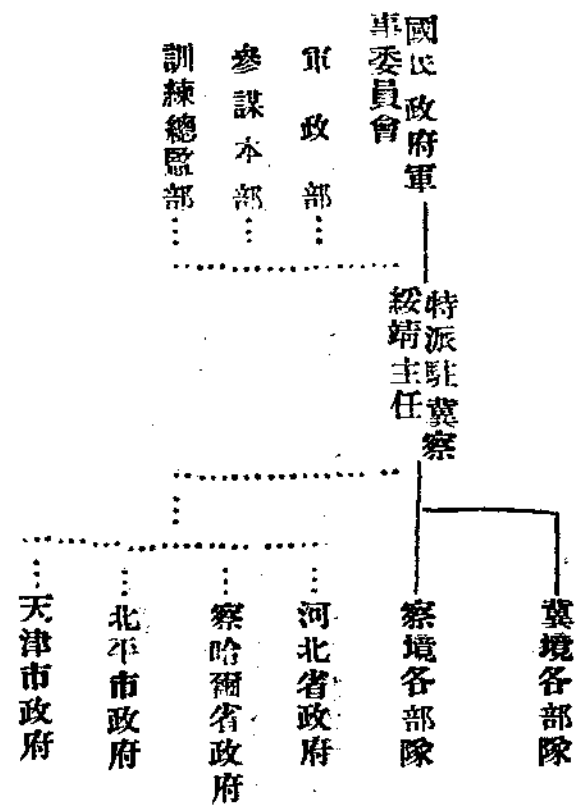 國民政府軍
事委員會
軍政部
參謀本部
訓練總監部
特派駐冀察
綏靖主任
冀境各部隊
察境各部隊
河北省政府
察哈爾省政府
北平市政府
天津市政府